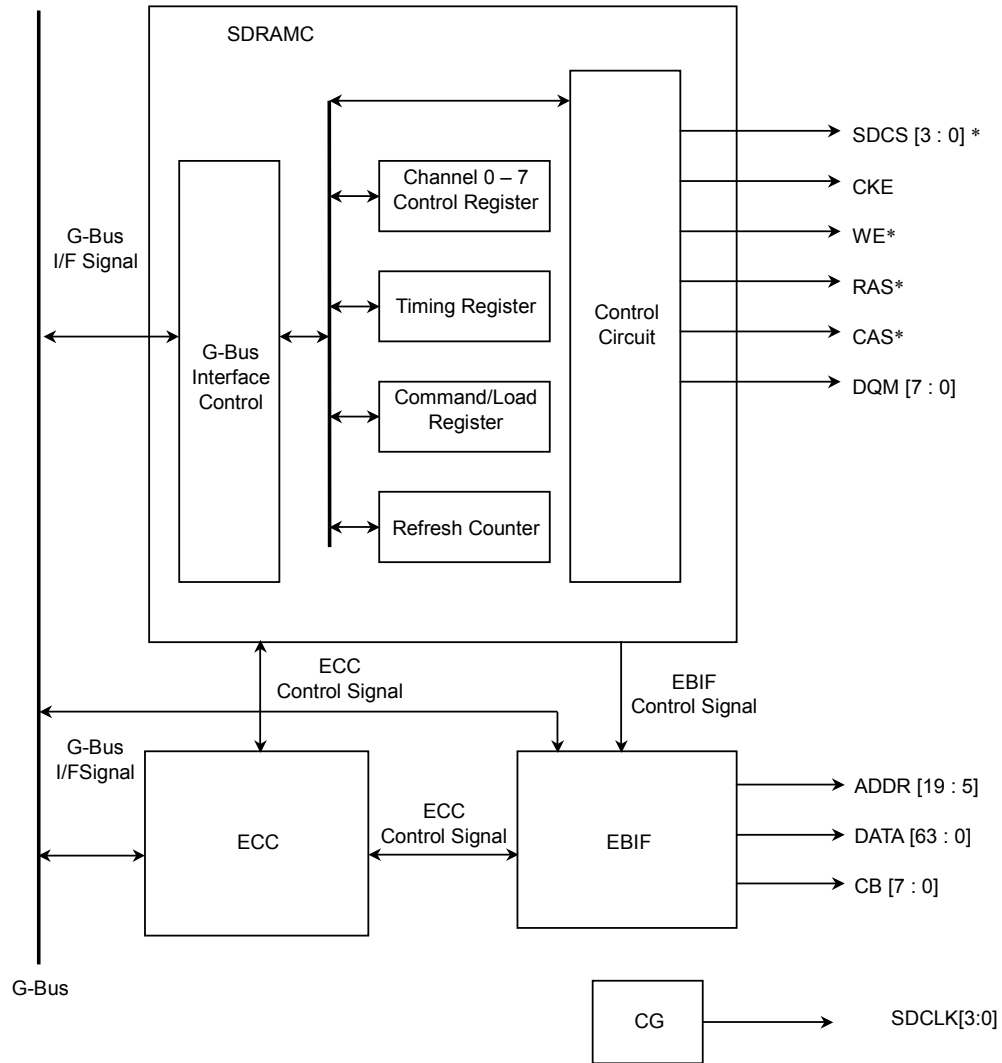 SDRAMC
SDCS [3 : 0] *
Channel 0 – 7
Control Register
CKE
G-Bus
I/F Signal
WE*
RAS*
Timing Register
Control
Circuit
CAS*
G-Bus
Interface
Control
DQM [7 : 0]
Command/Load
Register
Refresh Counter
ECC
Control Signal
EBIF
Control Signal
G-Bus
I/FSignal
ADDR [19 : 5]
ECC
Control Signal
ECC
EBIF
DATA [63 : 0]
CB [7 : 0]
G-Bus
CG
SDCLK[3:0]